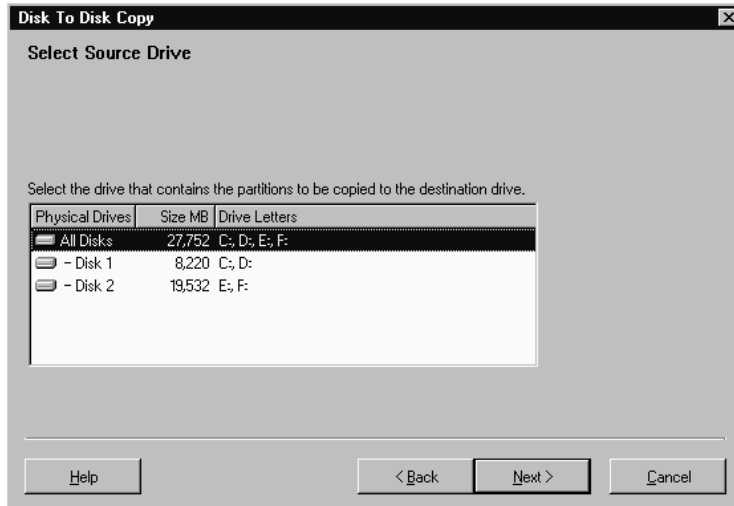 Disk To Disk Copy
Select Source Drive
Select the drive that contains the partitions to be copied to the destination drive.
Physical Drives Size MB Drive Letters
All Disks 27,752 C:, D:, E:, F:
- Disk 1 8,220 C:, D:
- Disk 2 19,532 E:, F:
Help < Back Next > Cancel